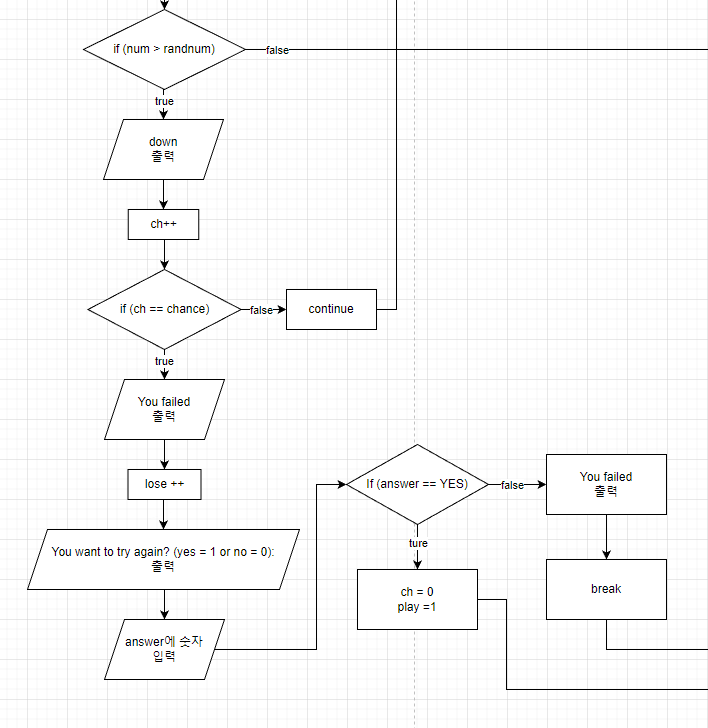 if (num > randnum)
false
true
down
출력
ch++
if (ch == chance)
false
continue
true
You failed
출력
lose ++
You want to try again? (yes = 1 or no = 0):
출력
answer에 숫자
입력
If (answer == YES)
false
You failed
출력
ture
ch = 0
play =1
break